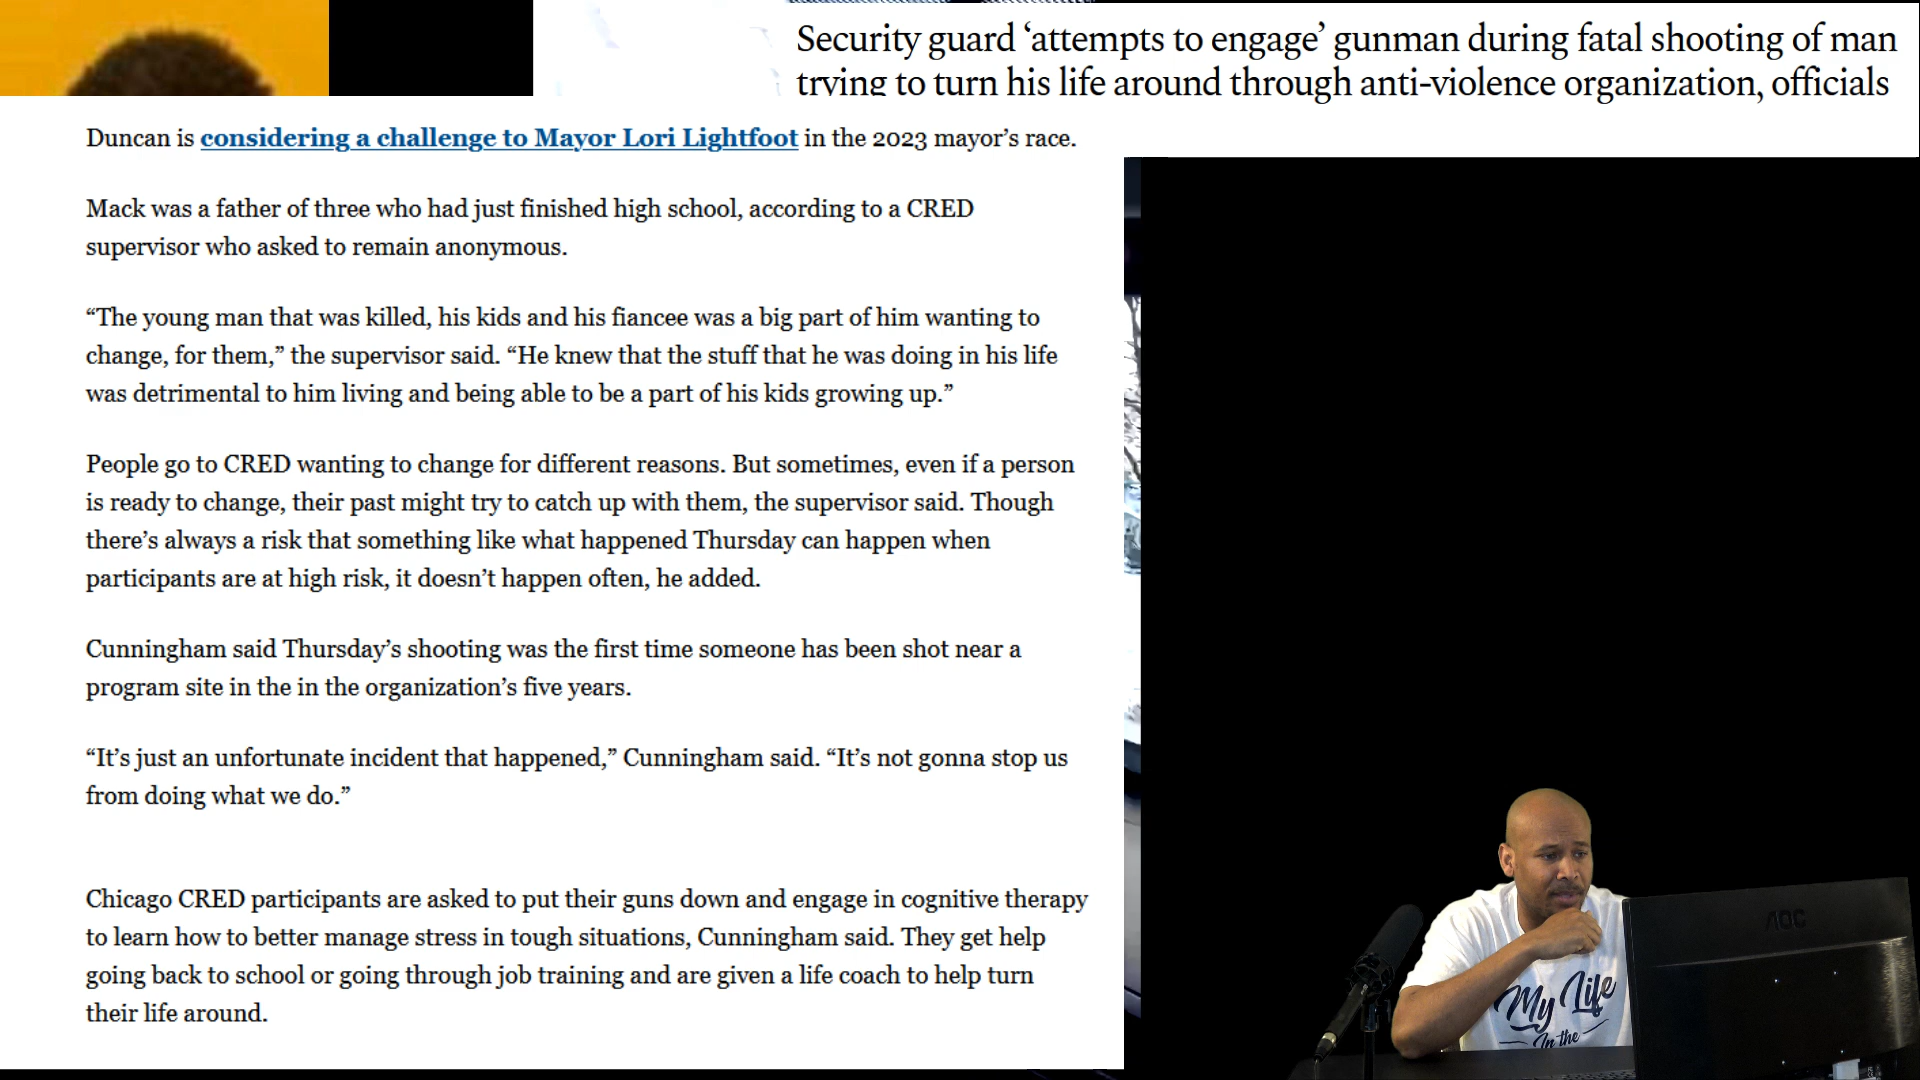 Security guard ‘attempts to engage’ gunman during fatal shooting of man
trying to turn his life around through anti-violence organization, officials
Duncan is considering a challenge to Mayor Lori Lightfoot in the 2023 mayor’s race.
Mack was a father of three who had just finished high school, according to a CRED
supervisor who asked to remain anonymous.
“The young man that was killed, his kids and his fiancee was a big part of him wanting to
change, for them,” the supervisor said. “He knew that the stuff that he was doing in his life
was detrimental to him living and being able to be a part of his kids growing up.”
People go to CRED wanting to change for different reasons. But sometimes, even if a person
is ready to change, their past might try to catch up with them, the supervisor said. Though
there’s always a risk that something like what happened Thursday can happen when
participants are at high risk, it doesn’t happen often, he added.
Cunningham said Thursday’s shooting was the first time someone has been shot near a
program site in the in the organization’s five years.
“It’s just an unfortunate incident that happened,” Cunningham said. “It’s not gonna stop us
from doing what we do.”
Chicago CRED participants are asked to put their guns down and engage in cognitive therapy
to learn how to better manage stress in tough situations, Cunningham said. They get help
going back to school or going through job training and are given a life coach to help turn
their life around.
AOC
My Life
In the